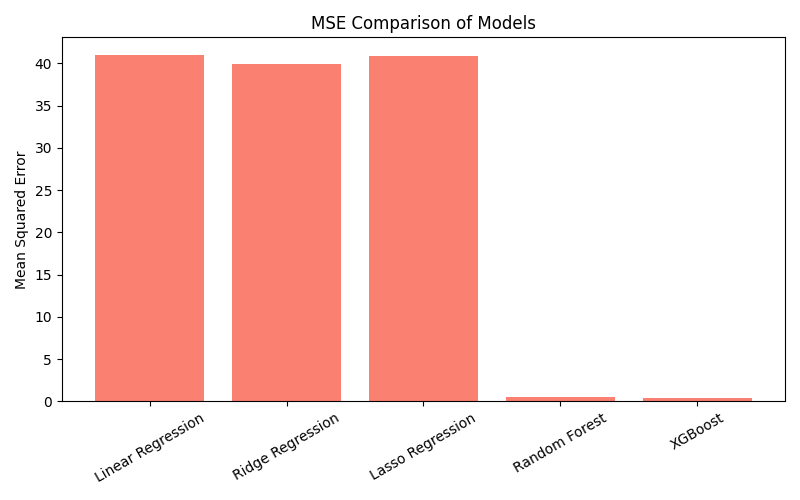 MSE Comparison of Models
Mean Squared Error
40
35
30
25
20
15
10
5
0
Linear Regression
Ridge Regression
Lasso Regression
Random Forest
XGBoost